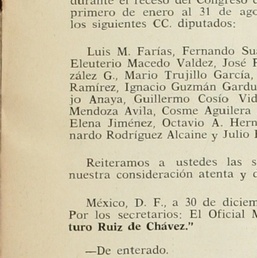 durante el receso del Congreso d
primero de enero al 31 de ago
los siguientes CC. diputados:
Luis M. Farías, Fernando Sua
Eleuterio Macedo Valdez, José F
zález G., Mario Trujillo García,
Ramírez, Ignacio Guzmán Gardu
jo Anaya, Guillermo Cosío Vid
Mendoza Avila, Cosme Aguilera
Elena Jiménez, Octavio A. Hern
nardo Rodríguez Alcaine y Julio
Reiteramos a ustedes las s
nuestra consideración atenta y d
México, D. F., a 30 de diciem
Por los secretarios: El Oficial M
turo Ruiz de Chávez."
—De enterado.